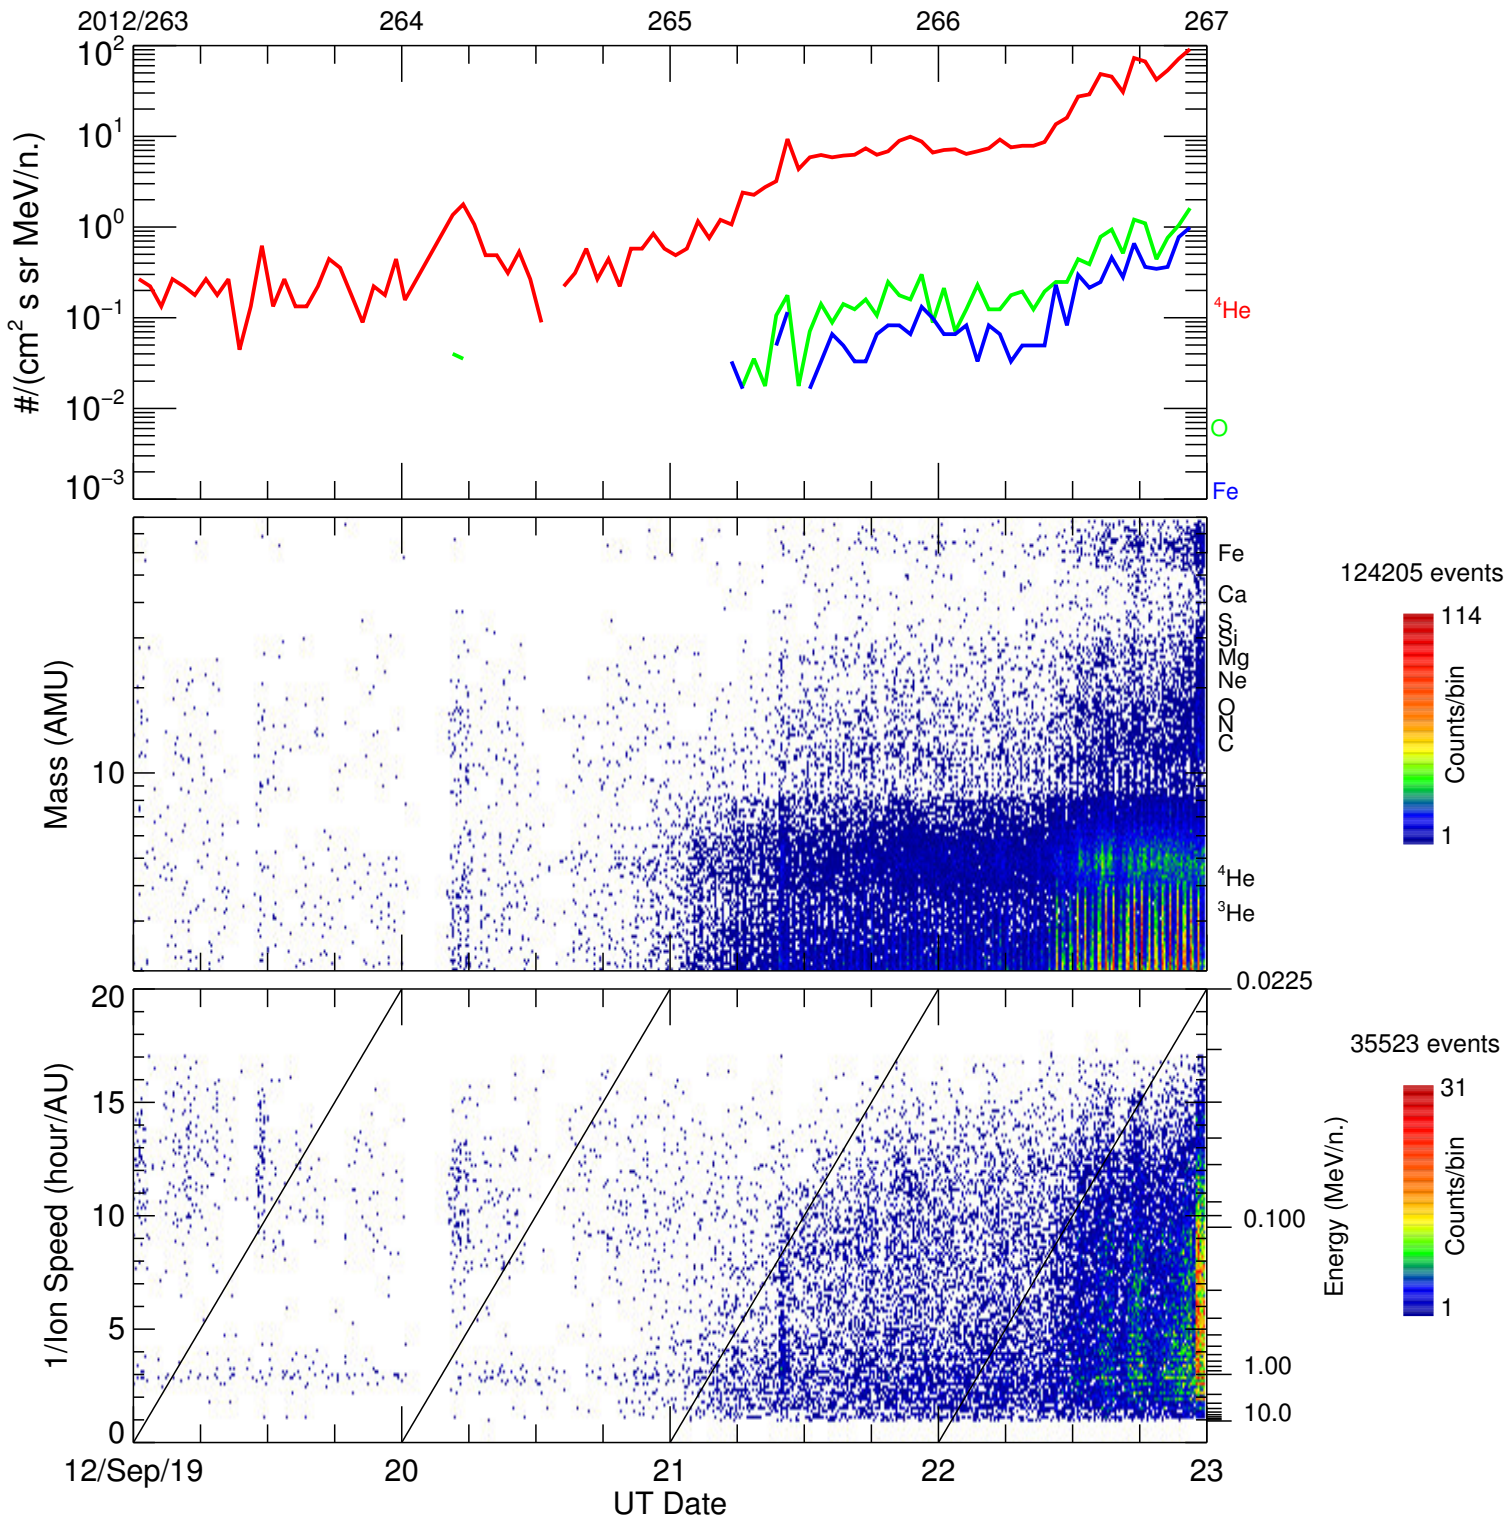 2012/263 264 265 266 267
#/(cm² s sr MeV/n.)
10²
10¹
10⁰
10⁻¹
10⁻²
10⁻³
⁴He
O
Fe
Mass (AMU)
10
Fe
Ca
S
Si
Mg
Ne
O
N
C
⁴He
³He
124205 events
114
Counts/bin
1
1/Ion Speed (hour/AU)
20
15
10
5
0
0.0225
0.100
1.00
10.0
Energy (MeV/n.)
35523 events
31
Counts/bin
1
12/Sep/19 20 21 22 23
UT Date